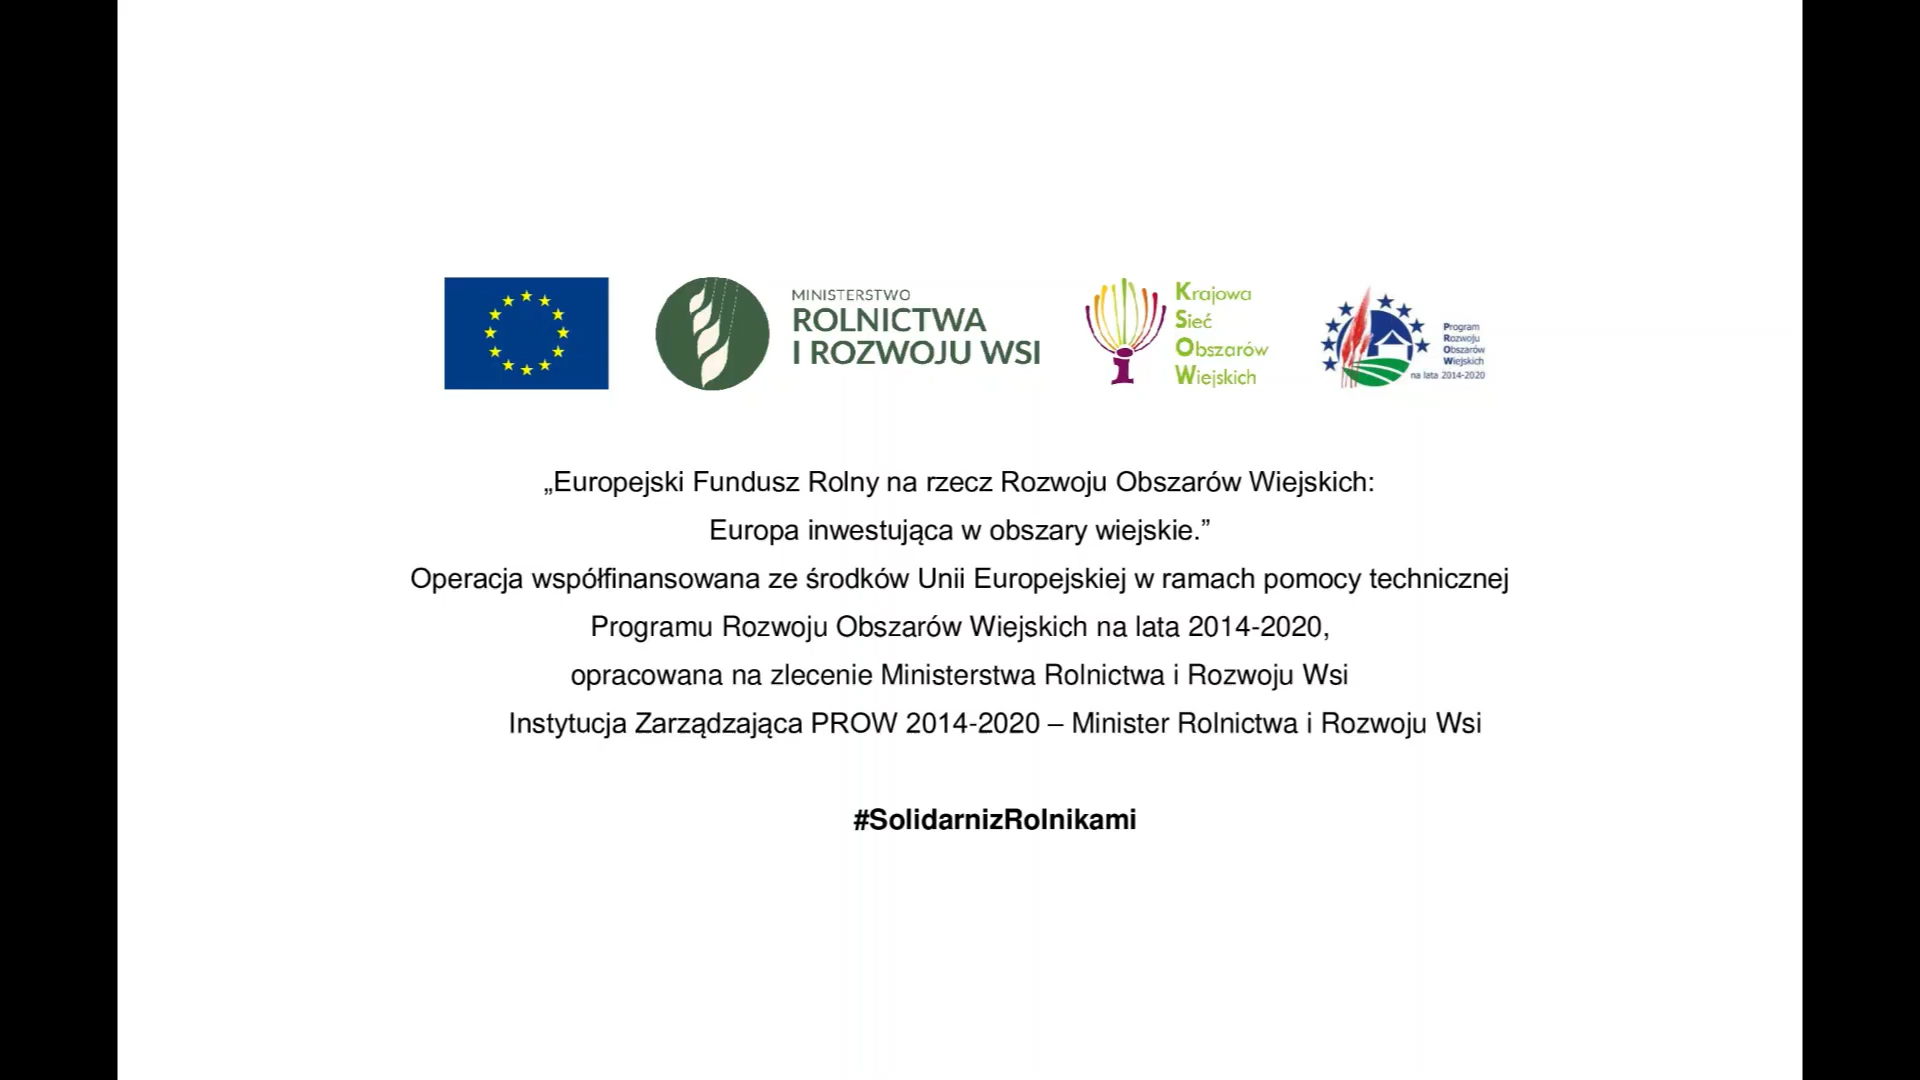 MINISTERSTWO
ROLNICTWA
I ROZWOJU WSI
Krajowa
Sieć
Obszarów
Wiejskich
Program
Rozwoju
Obszarów
Wiejskich
na lata 2014-2020
„Europejski Fundusz Rolny na rzecz Rozwoju Obszarów Wiejskich:
Europa inwestująca w obszary wiejskie.”
Operacja współfinansowana ze środków Unii Europejskiej w ramach pomocy technicznej
Programu Rozwoju Obszarów Wiejskich na lata 2014-2020,
opracowana na zlecenie Ministerstwa Rolnictwa i Rozwoju Wsi
Instytucja Zarządzająca PROW 2014-2020 – Minister Rolnictwa i Rozwoju Wsi
#SolidarnizRolnikami